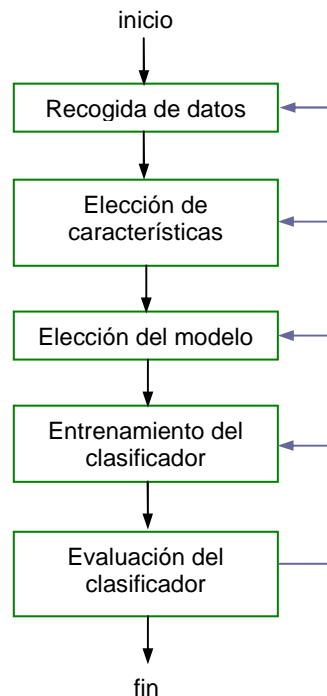 inicio
Recogida de datos
Elección de
características
Elección del modelo
Entrenamiento del
clasificador
Evaluación del
clasificador
fin